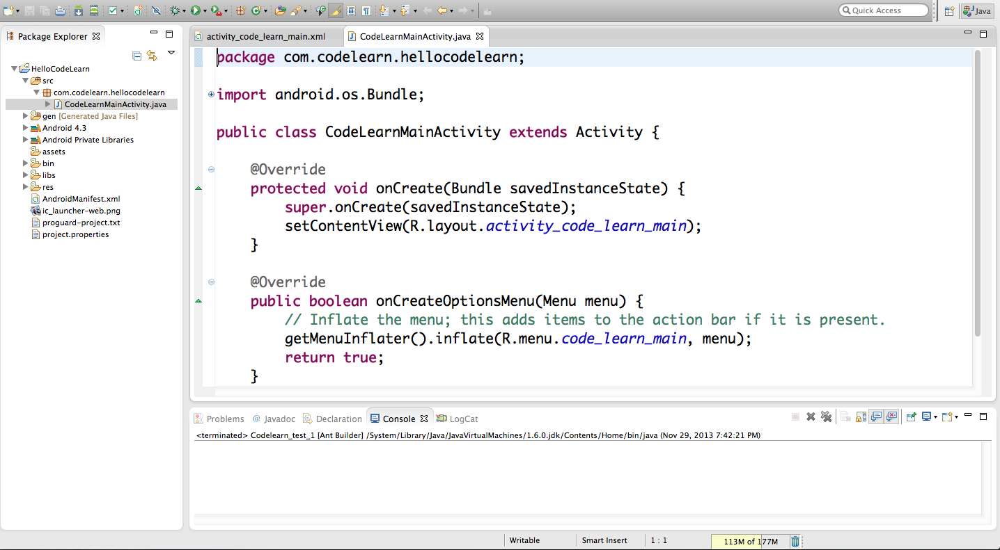 Quick Access
Java
Package Explorer
HelloCodeLearn
src
com.codelearn.hellocodelearn
CodeLearnMainActivity.java
gen [Generated Java Files]
Android 4.3
Android Private Libraries
assets
bin
libs
res
AndroidManifest.xml
ic_launcher-web.png
proguard-project.txt
project.properties
activity_code_learn_main.xml
CodeLearnMainActivity.java
package com.codelearn.hellocodelearn;
import android.os.Bundle;
public class CodeLearnMainActivity extends Activity {
@Override
protected void onCreate(Bundle savedInstanceState) {
super.onCreate(savedInstanceState);
setContentView(R.layout.activity_code_learn_main);
}
@Override
public boolean onCreateOptionsMenu(Menu menu) {
// Inflate the menu; this adds items to the action bar if it is present.
getMenuInflater().inflate(R.menu.code_learn_main, menu);
return true;
}
Problems @ Javadoc Declaration Console LogCat
<terminated> Codelearn_test_1 [Ant Builder] /System/Library/Java/JavaVirtualMachines/1.6.0.jdk/Contents/Home/bin/java (Nov 29, 2013 7:42:21 PM)
Writable Smart Insert 1 : 1 113M of 177M